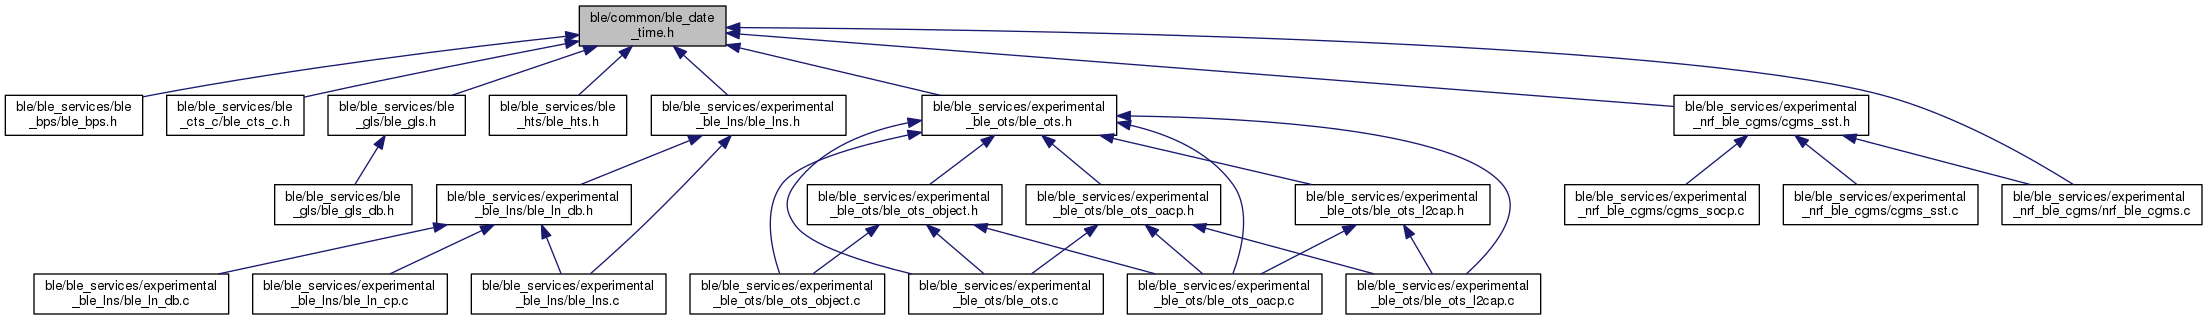 ble/common/ble_date
_time.h
ble/ble_services/ble
_bps/ble_bps.h
ble/ble_services/ble
_cts_c/ble_cts_c.h
ble/ble_services/ble
_gls/ble_gls.h
ble/ble_services/ble
_hts/ble_hts.h
ble/ble_services/experimental
_ble_lns/ble_lns.h
ble/ble_services/experimental
_ble_ots/ble_ots.h
ble/ble_services/experimental
_nrf_ble_cgms/cgms_sst.h
ble/ble_services/ble
_gls/ble_gls_db.h
ble/ble_services/experimental
_ble_lns/ble_ln_db.h
ble/ble_services/experimental
_ble_ots/ble_ots_object.h
ble/ble_services/experimental
_ble_ots/ble_ots_oacp.h
ble/ble_services/experimental
_ble_ots/ble_ots_l2cap.h
ble/ble_services/experimental
_nrf_ble_cgms/cgms_socp.c
ble/ble_services/experimental
_nrf_ble_cgms/cgms_sst.c
ble/ble_services/experimental
_nrf_ble_cgms/nrf_ble_cgms.c
ble/ble_services/experimental
_ble_lns/ble_ln_db.c
ble/ble_services/experimental
_ble_lns/ble_ln_cp.c
ble/ble_services/experimental
_ble_lns/ble_lns.c
ble/ble_services/experimental
_ble_ots/ble_ots_object.c
ble/ble_services/experimental
_ble_ots/ble_ots.c
ble/ble_services/experimental
_ble_ots/ble_ots_oacp.c
ble/ble_services/experimental
_ble_ots/ble_ots_l2cap.c